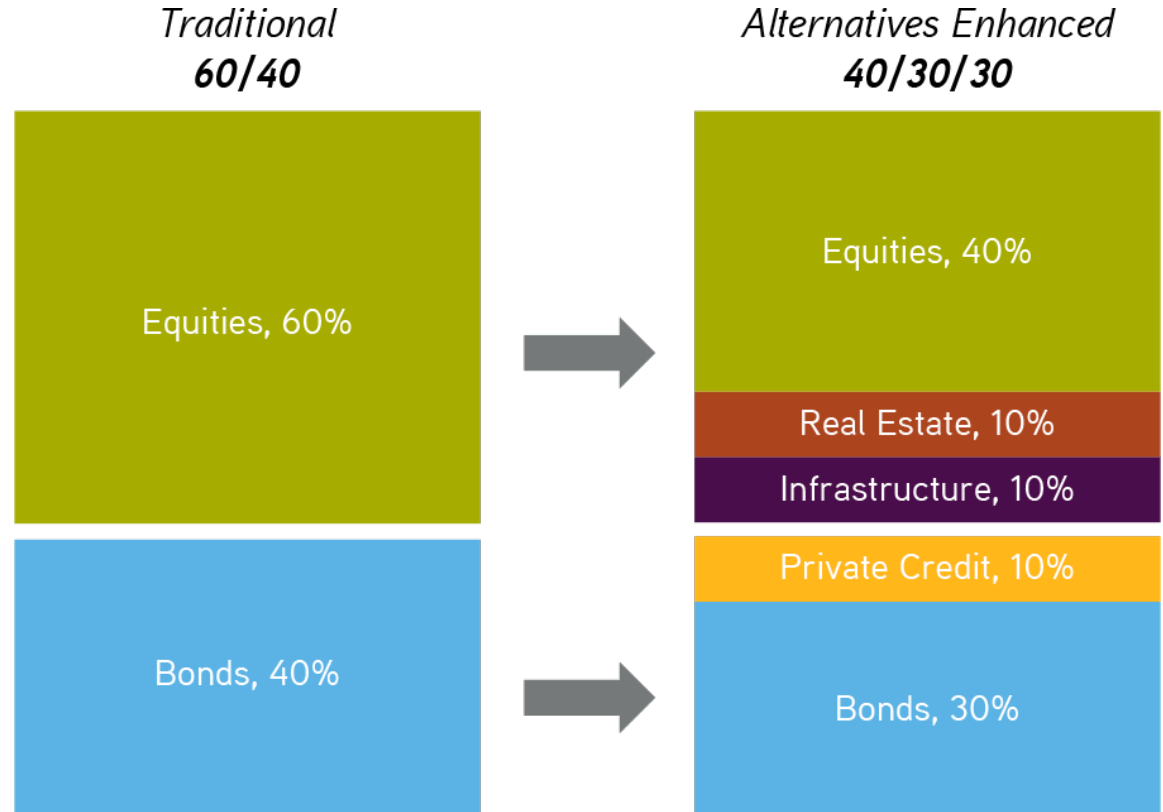 Traditional
60/40
Equities, 60%
Bonds, 40%
Alternatives Enhanced
40/30/30
Equities, 40%
Real Estate, 10%
Infrastructure, 10%
Private Credit, 10%
Bonds, 30%